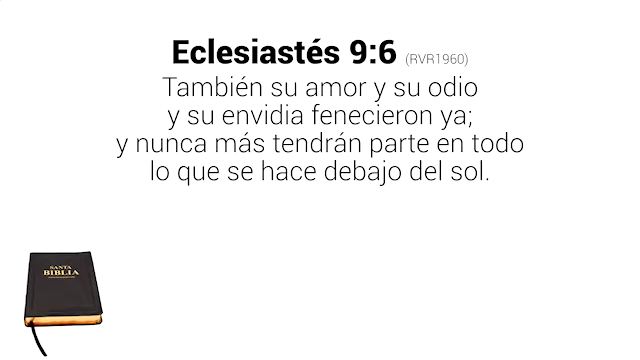 Eclesiastés 9:6 (RVR1960)
También su amor y su odio
y su envidia fenecieron ya;
y nunca más tendrán parte en todo
lo que se hace debajo del sol.
SANTA
BIBLIA